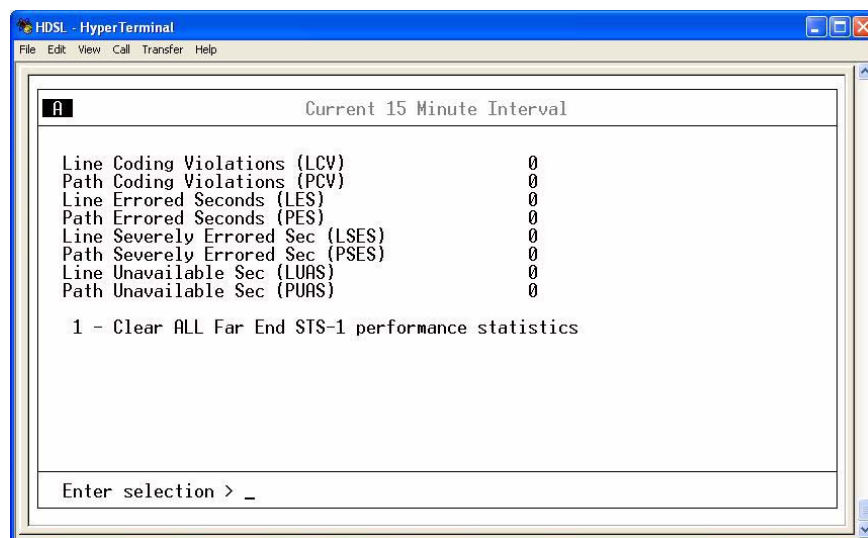 HDSL - HyperTerminal
File Edit View Call Transfer Help
A Current 15 Minute Interval
Line Coding Violations (LCV) 0
Path Coding Violations (PCV) 0
Line Errored Seconds (LES) 0
Path Errored Seconds (PES) 0
Line Severely Errored Sec (LSES) 0
Path Severely Errored Sec (PSES) 0
Line Unavailable Sec (LUAS) 0
Path Unavailable Sec (PUAS) 0
1 - Clear ALL Far End STS-1 performance statistics
Enter selection > _